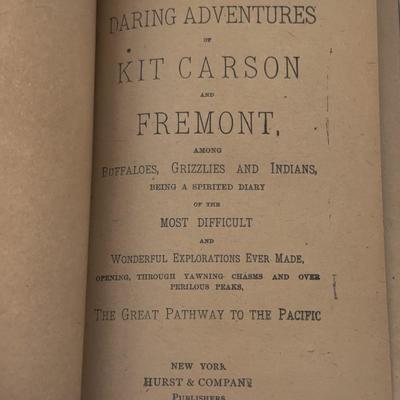 DARING ADVENTURES
OF
KIT CARSON
AND
FREMONT,
AMONG
BUFFALOES, GRIZZLIES AND INDIANS,
BEING A SPIRITED DIARY
OF THE
MOST DIFFICULT
AND
WONDERFUL EXPLORATIONS EVER MADE,
OPENING, THROUGH YAWNING CHASMS AND OVER
PERILOUS PEAKS,
THE GREAT PATHWAY TO THE PACIFIC
NEW YORK
HURST & COMPANY
PUBLISHERS